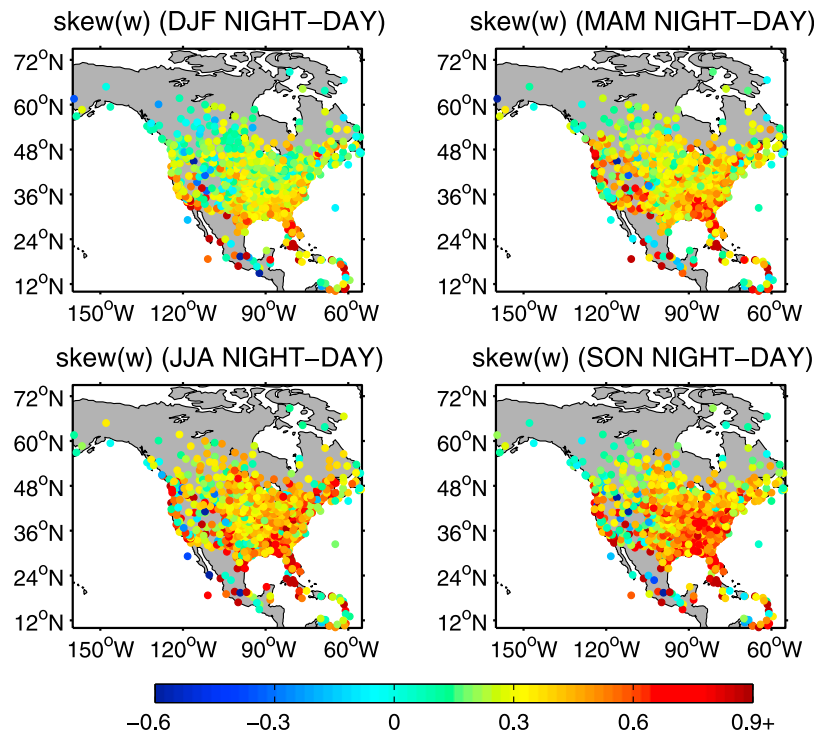 skew(w) (DJF NIGHT−DAY)
skew(w) (MAM NIGHT−DAY)
72°N
60°N
48°N
36°N
24°N
12°N
150°W 120°W 90°W 60°W
72°N
60°N
48°N
36°N
24°N
12°N
150°W 120°W 90°W 60°W
skew(w) (JJA NIGHT−DAY)
skew(w) (SON NIGHT−DAY)
72°N
60°N
48°N
36°N
24°N
12°N
150°W 120°W 90°W 60°W
72°N
60°N
48°N
36°N
24°N
12°N
150°W 120°W 90°W 60°W
−0.6 −0.3 0 0.3 0.6 0.9+